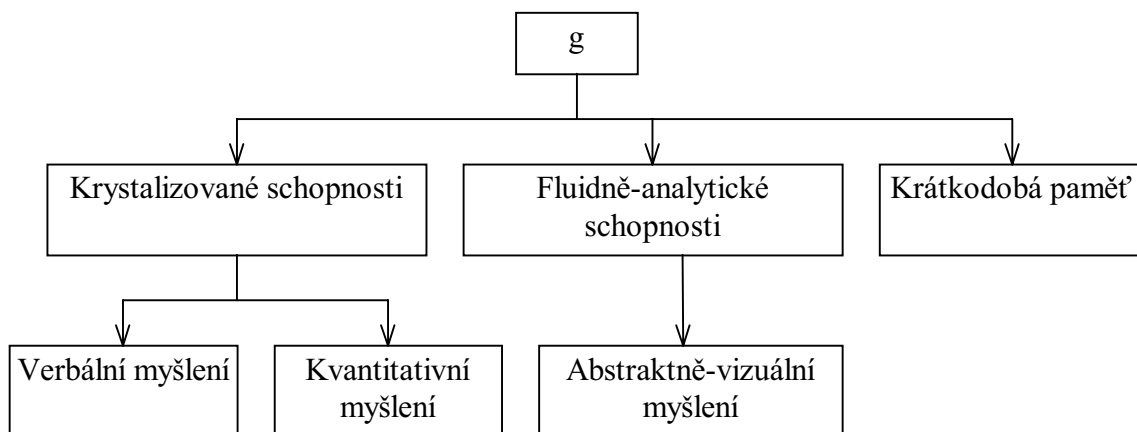 g
Krystalizované schopnosti
Fluidně-analytické
schopnosti
Krátkodobá paměť
Verbální myšlení
Kvantitativní
myšlení
Abstraktně-vizuální
myšlení